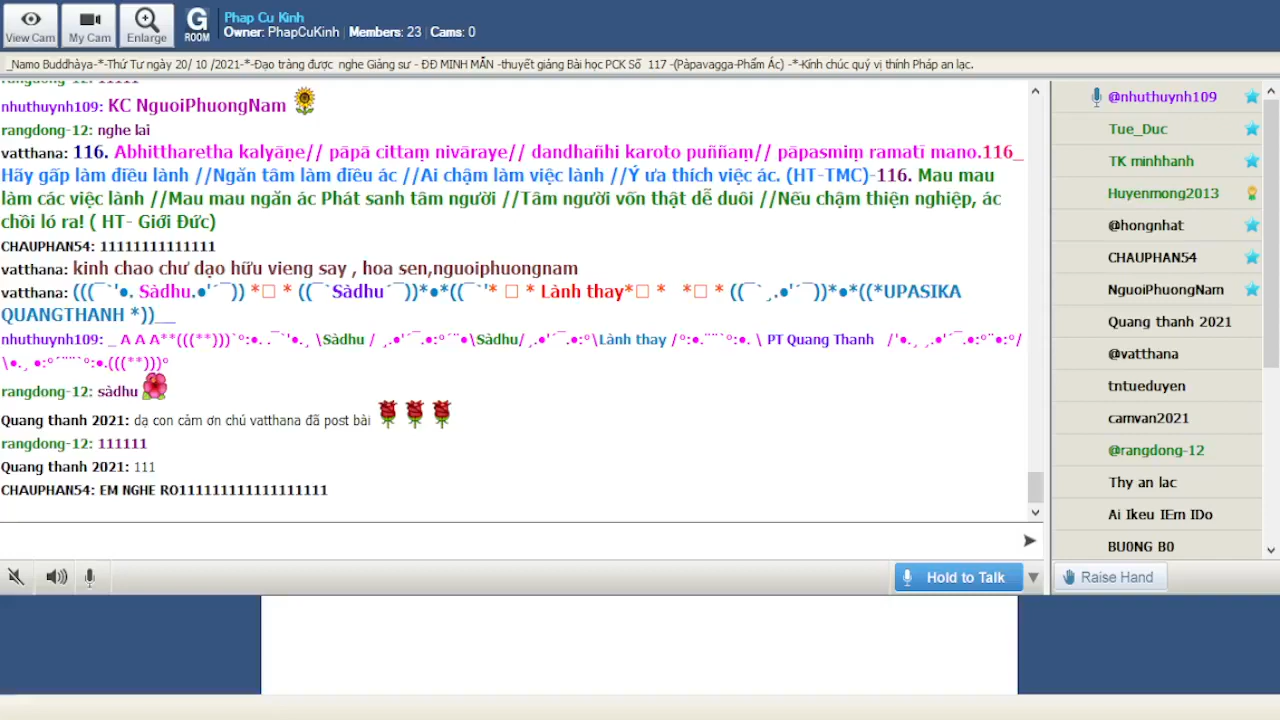 View Cam
My Cam
Enlarge
G
ROOM
Phap Cu Kinh
Owner: PhapCuKinh | Members: 23 | Cams: 0
_Namo Buddhàya-*-Thứ Tư ngày 20/ 10 /2021-*-Đạo tràng được nghe Giảng sư - ĐĐ MINH MẪN -thuyết giảng Bài học PCK Số 117 -(Pàpavagga-Phẩm Ác) -*-Kính chúc quý vị thính Pháp an lạc.
rangdong-12: 11111
nhuthuynh109: KC NguoiPhuongNam
rangdong-12: nghe lai
vatthana: 116. Abhittharetha kalyāṇe// pāpā cittaṃ nivāraye// dandhañhi karoto puññaṃ// pāpasmiṃ ramatī mano.116_
Hãy gấp làm điều lành //Ngăn tâm làm điều ác //Ai chậm làm việc lành //Ý ưa thích việc ác. (HT-TMC)-116. Mau mau
làm các việc lành //Mau mau ngăn ác Phát sanh tâm người //Tâm người vốn thật dễ duôi //Nếu chậm thiện nghiệp, ác
chồi ló ra! ( HT- Giới Đức)
CHAUPHAN54: 11111111111111
vatthana: kinh chao chư dạo hữu vieng say , hoa sen,nguoiphuongnam
vatthana: (((¯`'●. Sàdhu.●'´¯)) *□ * ((¯`Sàdhu´¯))*●*((¯`'* □ * Lành thay*□ * *□ * ((¯`¸.●'´¯))*●*((*UPASIKA
QUANGTHANH *))__
nhuthuynh109: _ A A A**(((**)))`°:●. .¯`'●.¸ \Sàdhu / ¸.●'´¯.●:°´¨●\Sàdhu/¸.●'´¯.●:°\Lành thay /°:●.¨¨`°:●. \ PT Quang Thanh /'●.¸ ¸.●'´¯.●:°¨●:°/
\●.¸ ●:°´¨¨`°:●.(((**)))°
rangdong-12: sàdhu
Quang thanh 2021: dạ con cảm ơn chú vatthana đã post bài
rangdong-12: 111111
Quang thanh 2021: 111
CHAUPHAN54: EM NGHE RO111111111111111111
@nhuthuynh109
Tue_Duc
TK minhhanh
Huyenmong2013
@hongnhat
CHAUPHAN54
NguoiPhuongNam
Quang thanh 2021
@vatthana
tntueduyen
camvan2021
@rangdong-12
Thy an lac
Ai Ikeu IEm IDo
BU0NG B0
Hold to Talk
Raise Hand